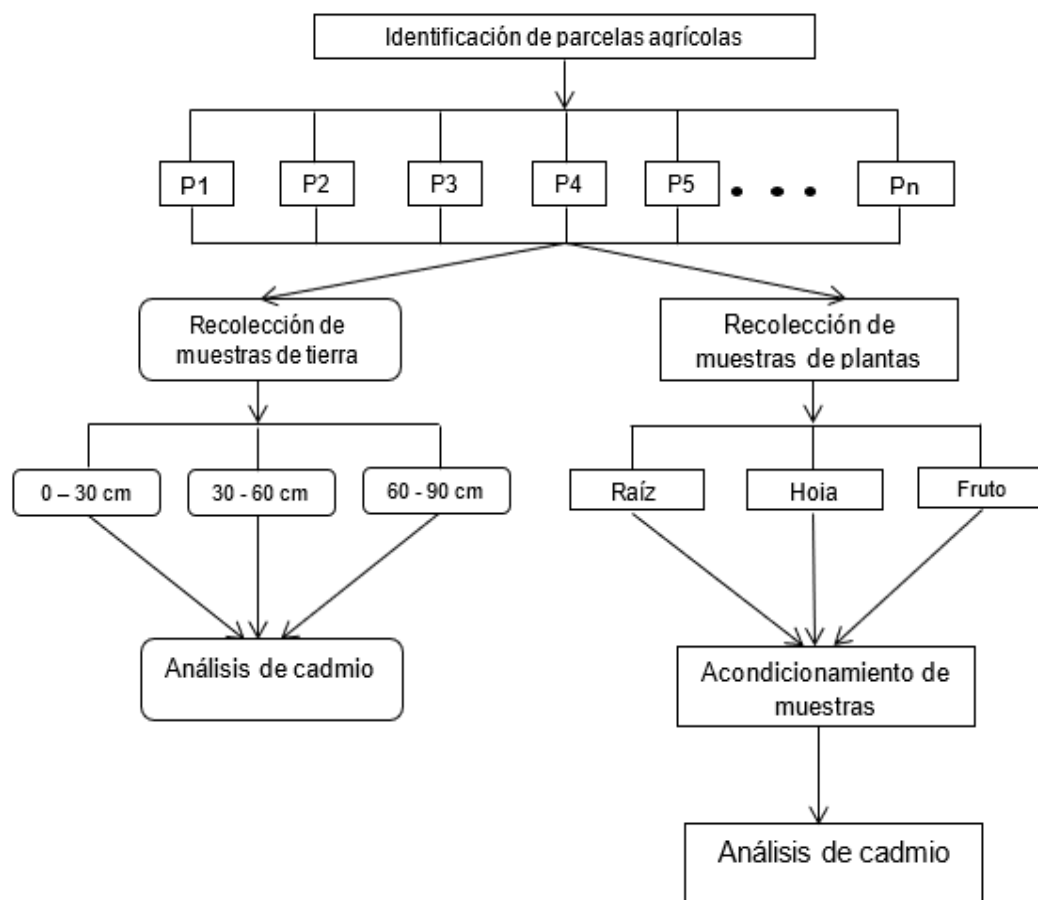 Identificación de parcelas agrícolas
P1 P2 P3 P4 P5 Pn
Recolección de
muestras de tierra
Recolección de
muestras de plantas
0 – 30 cm 30 - 60 cm 60 - 90 cm
Raíz Hoia Fruto
Análisis de cadmio
Acondicionamiento de
muestras
Análisis de cadmio